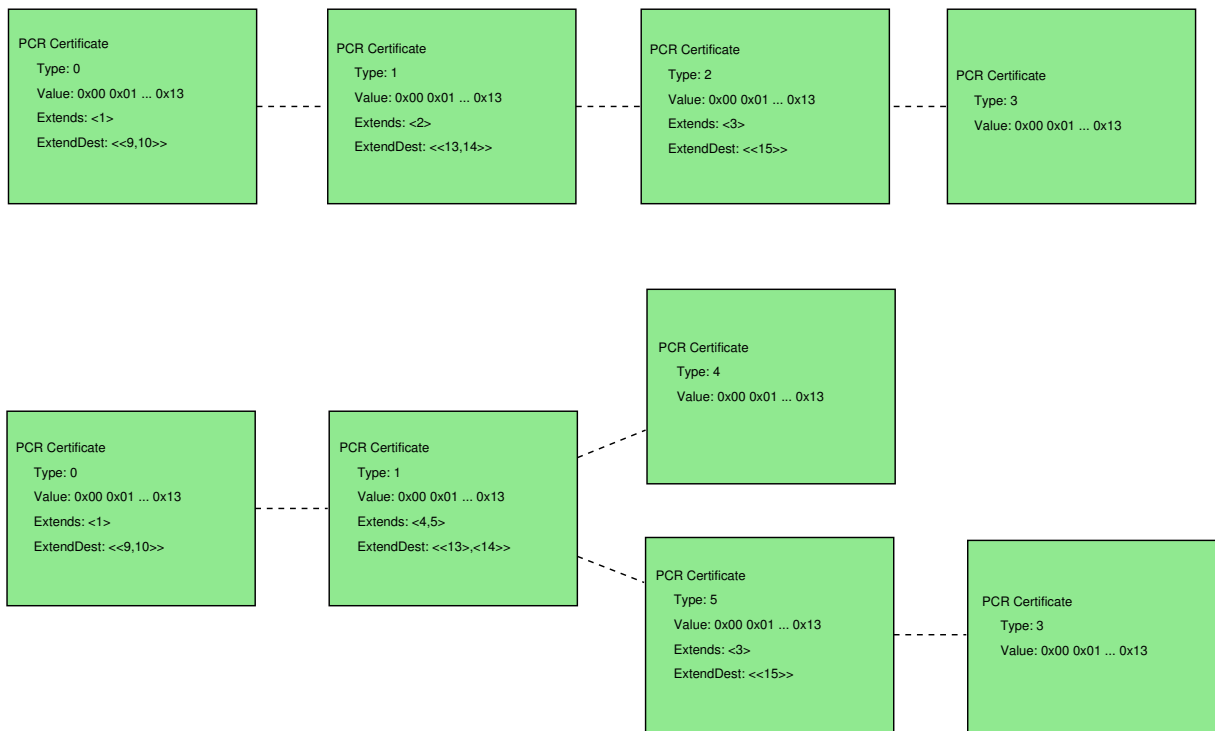 PCR Certificate
Type: 0
Value: 0x00 0x01 ... 0x13
Extends: <1>
ExtendDest: <<9,10>>
PCR Certificate
Type: 1
Value: 0x00 0x01 ... 0x13
Extends: <2>
ExtendDest: <<13,14>>
PCR Certificate
Type: 2
Value: 0x00 0x01 ... 0x13
Extends: <3>
ExtendDest: <<15>>
PCR Certificate
Type: 3
Value: 0x00 0x01 ... 0x13
PCR Certificate
Type: 0
Value: 0x00 0x01 ... 0x13
Extends: <1>
ExtendDest: <<9,10>>
PCR Certificate
Type: 1
Value: 0x00 0x01 ... 0x13
Extends: <4,5>
ExtendDest: <<13>,<14>>
PCR Certificate
Type: 4
Value: 0x00 0x01 ... 0x13
PCR Certificate
Type: 5
Value: 0x00 0x01 ... 0x13
Extends: <3>
ExtendDest: <<15>>
PCR Certificate
Type: 3
Value: 0x00 0x01 ... 0x13